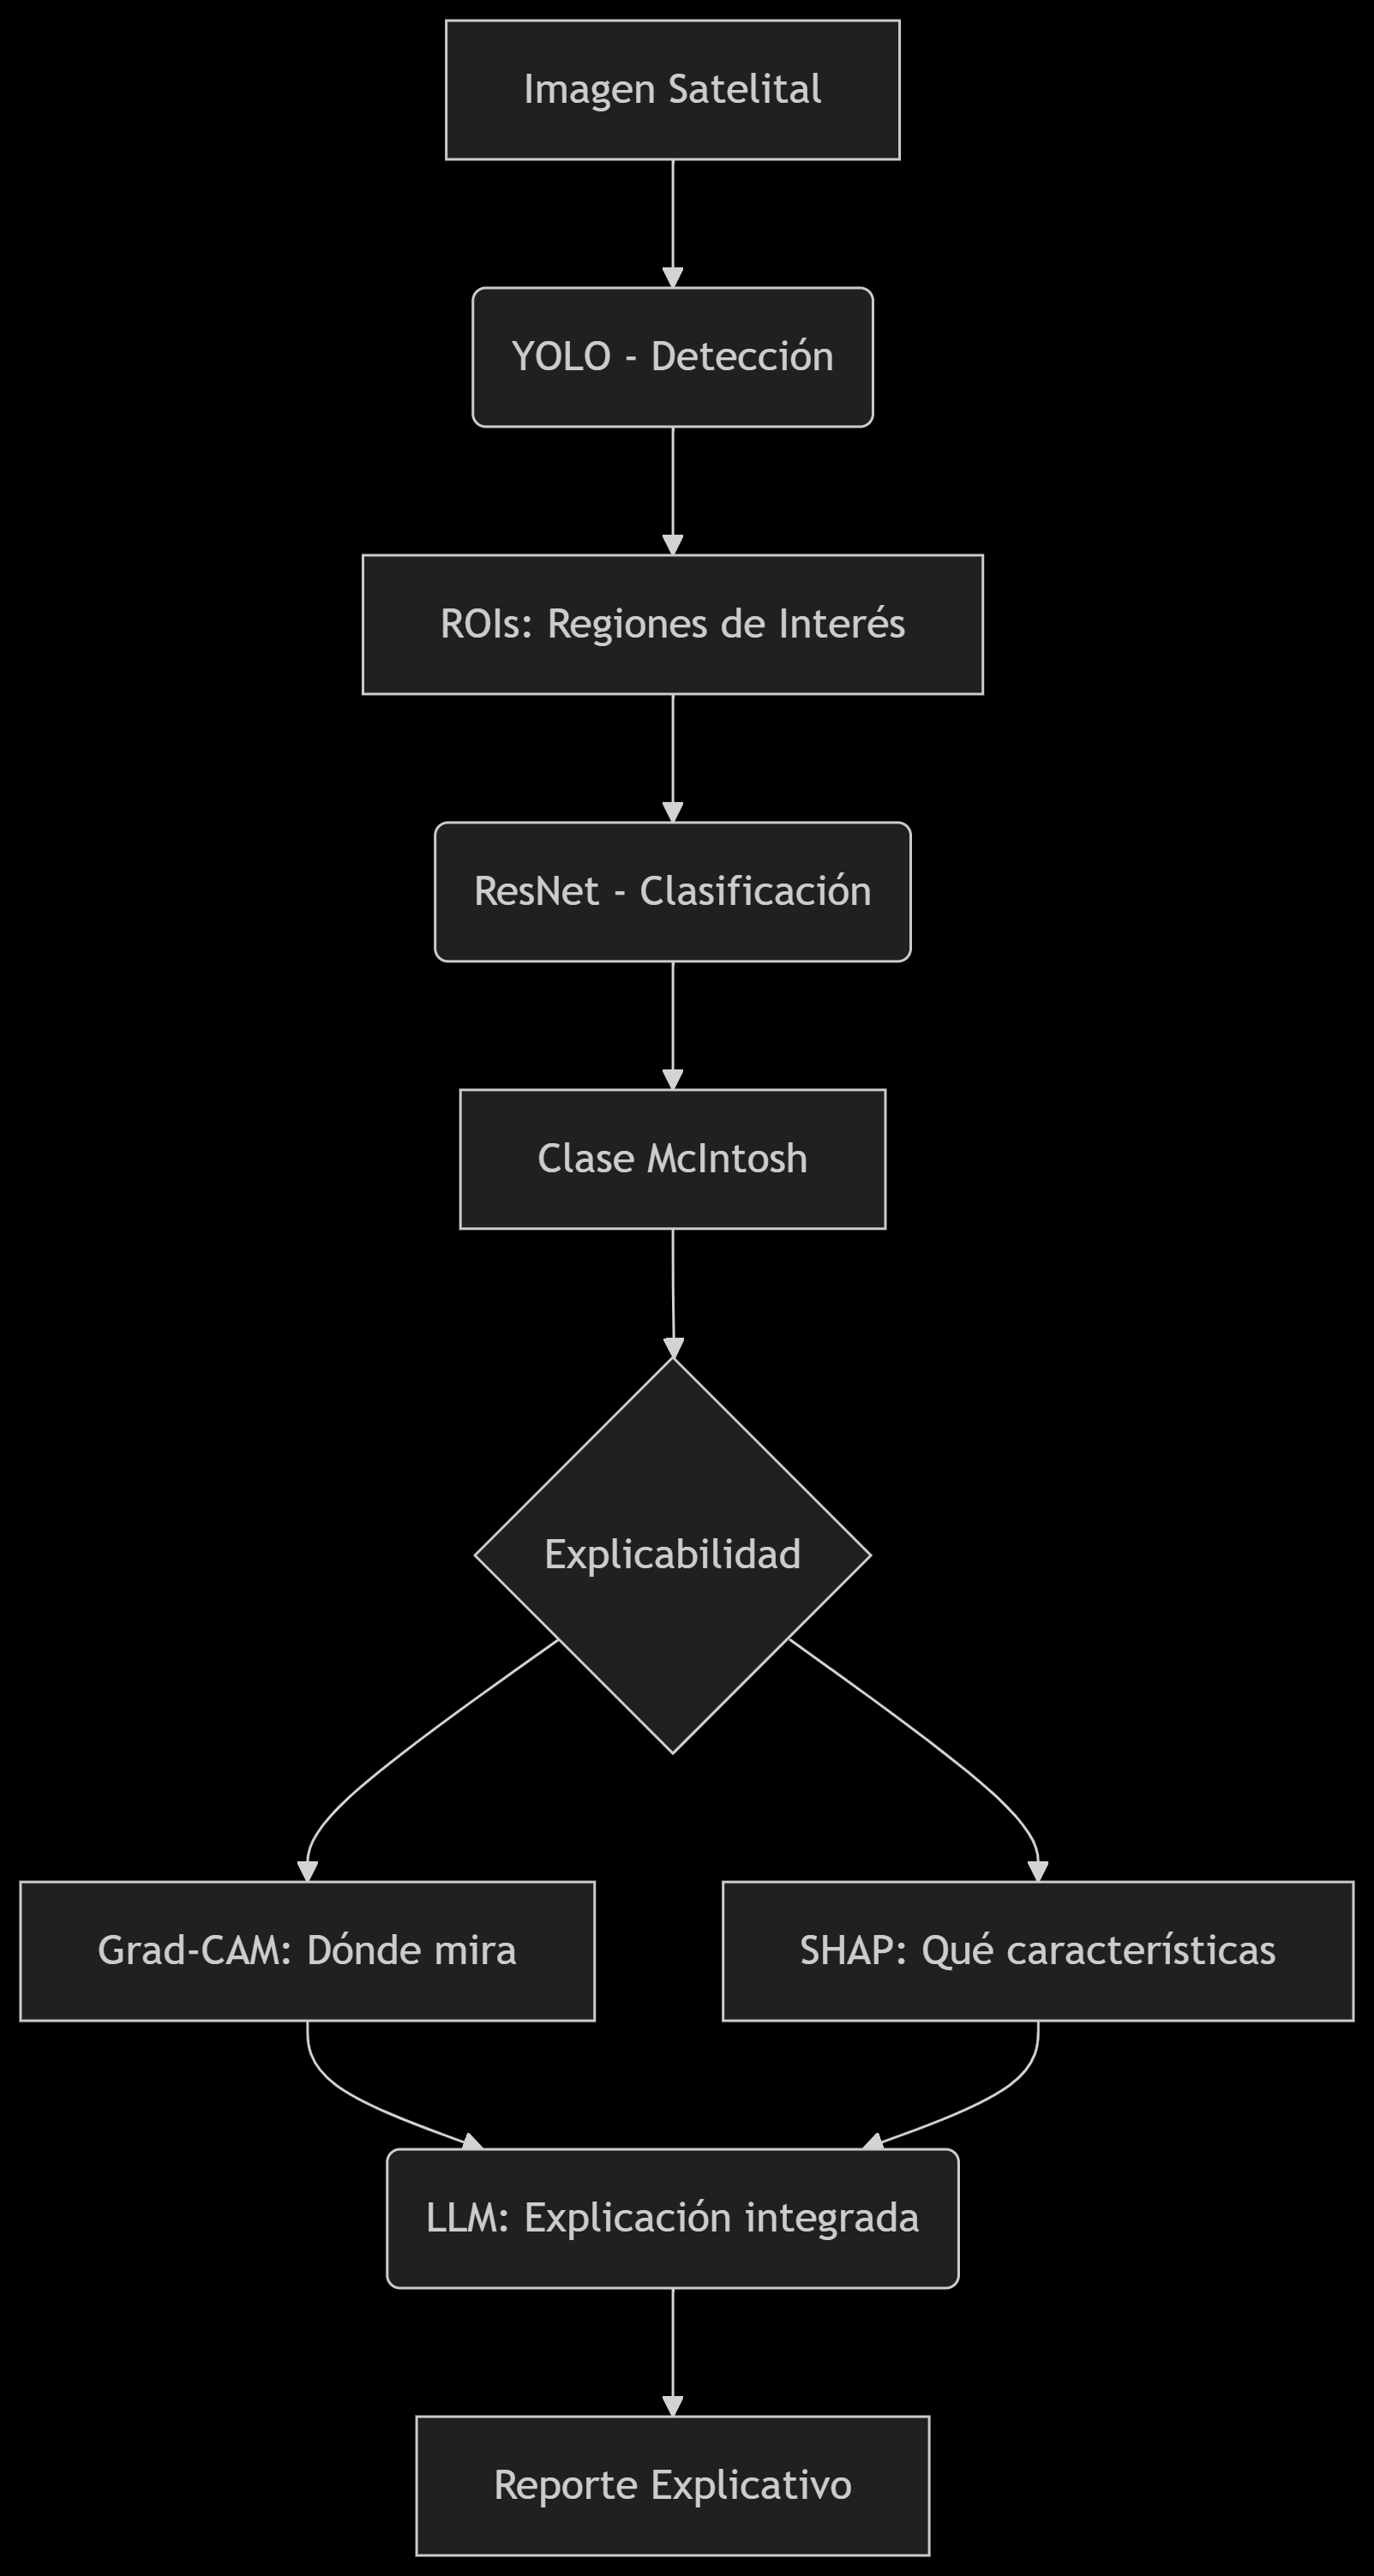 Imagen Satelital
YOLO - Detección
ROIs: Regiones de Interés
ResNet - Clasificación
Clase McIntosh
Explicabilidad
Grad-CAM: Dónde mira
SHAP: Qué características
LLM: Explicación integrada
Reporte Explicativo